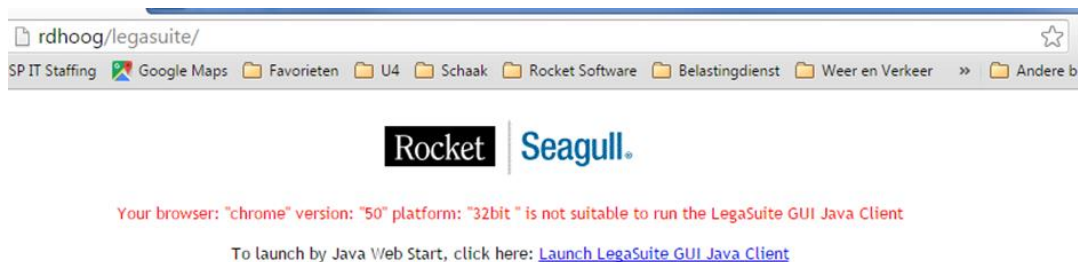 rdhoog/legasuite/
SP IT Staffing Google Maps Favorieten U4 Schaak Rocket Software Belastingdienst Weer en Verkeer » Andere b
Rocket Seagull®
Your browser: "chrome" version: "50" platform: "32bit " is not suitable to run the LegaSuite GUI Java Client
To launch by Java Web Start, click here: Launch LegaSuite GUI Java Client